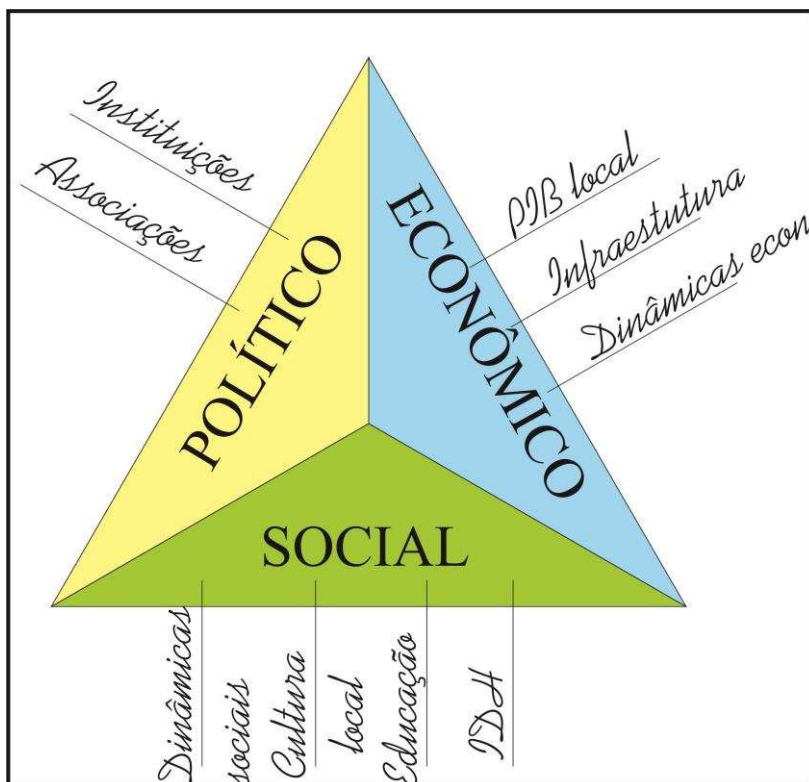 Instituições
Associações
POLÍTICO
ECONÔMICO
PIB local
Infraestutura
Dinâmicas econ
SOCIAL
Dinâmicas
sociais
Cultura
local
Educação
IDH